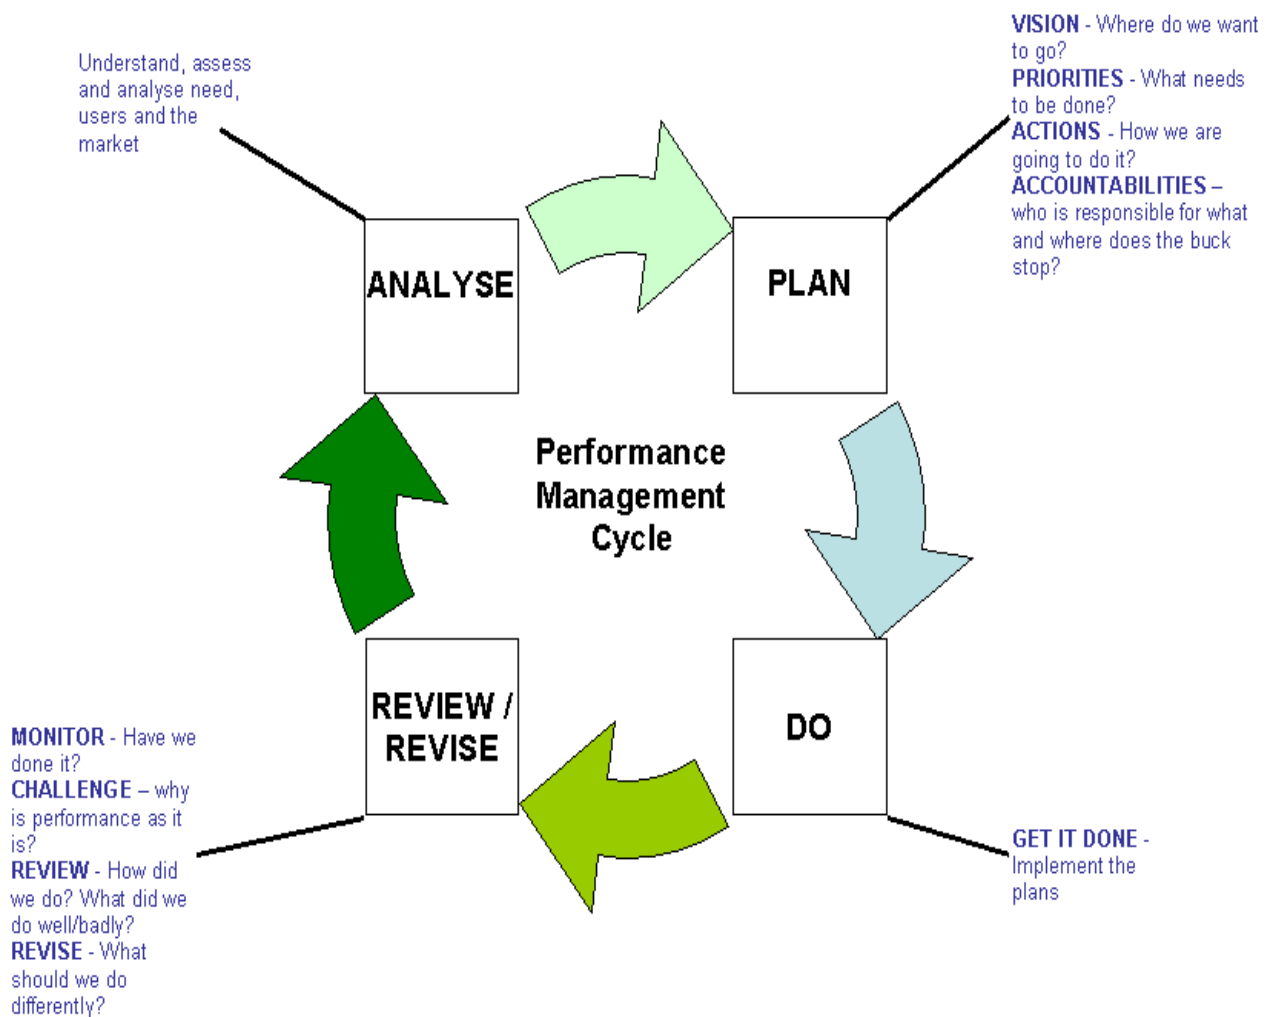 Understand, assess
and analyse need,
users and the
market
VISION - Where do we want
to go?
PRIORITIES - What needs
to be done?
ACTIONS - How we are
going to do it?
ACCOUNTABILITIES –
who is responsible for what
and where does the buck
stop?
ANALYSE
PLAN
Performance
Management
Cycle
REVIEW /
REVISE
DO
MONITOR - Have we
done it?
CHALLENGE – why
is performance as it
is?
REVIEW - How did
we do? What did we
do well/badly?
REVISE - What
should we do
differently?
GET IT DONE -
Implement the
plans